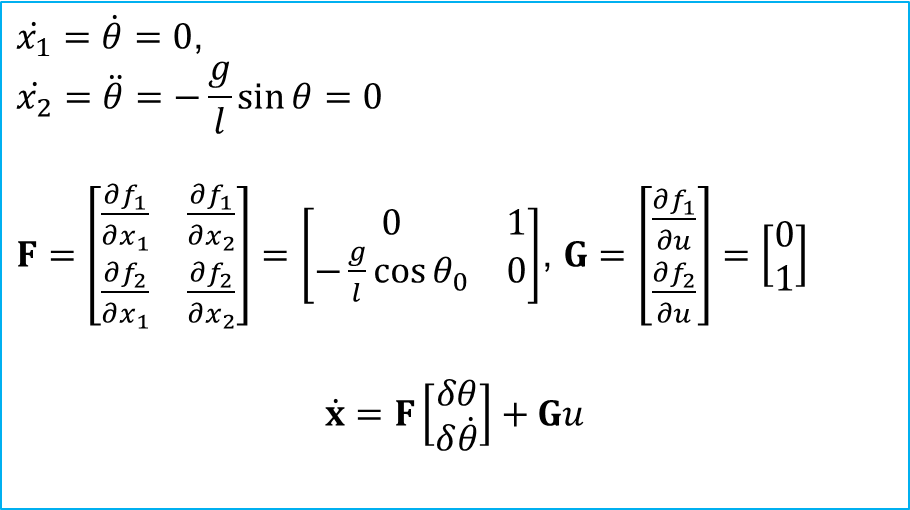 ẋ₁ = θ̇ = 0,
ẋ₂ = θ̈ = −g/l sin θ = 0
𝐅 = [∂f₁/∂x₁ ∂f₁/∂x₂; ∂f₂/∂x₁ ∂f₂/∂x₂] = [0 1; −g/l cos θ₀ 0], 𝐆 = [∂f₁/∂u; ∂f₂/∂u] = [0; 1]
𝐱̇ = 𝐅 [δθ; δθ̇] + 𝐆u